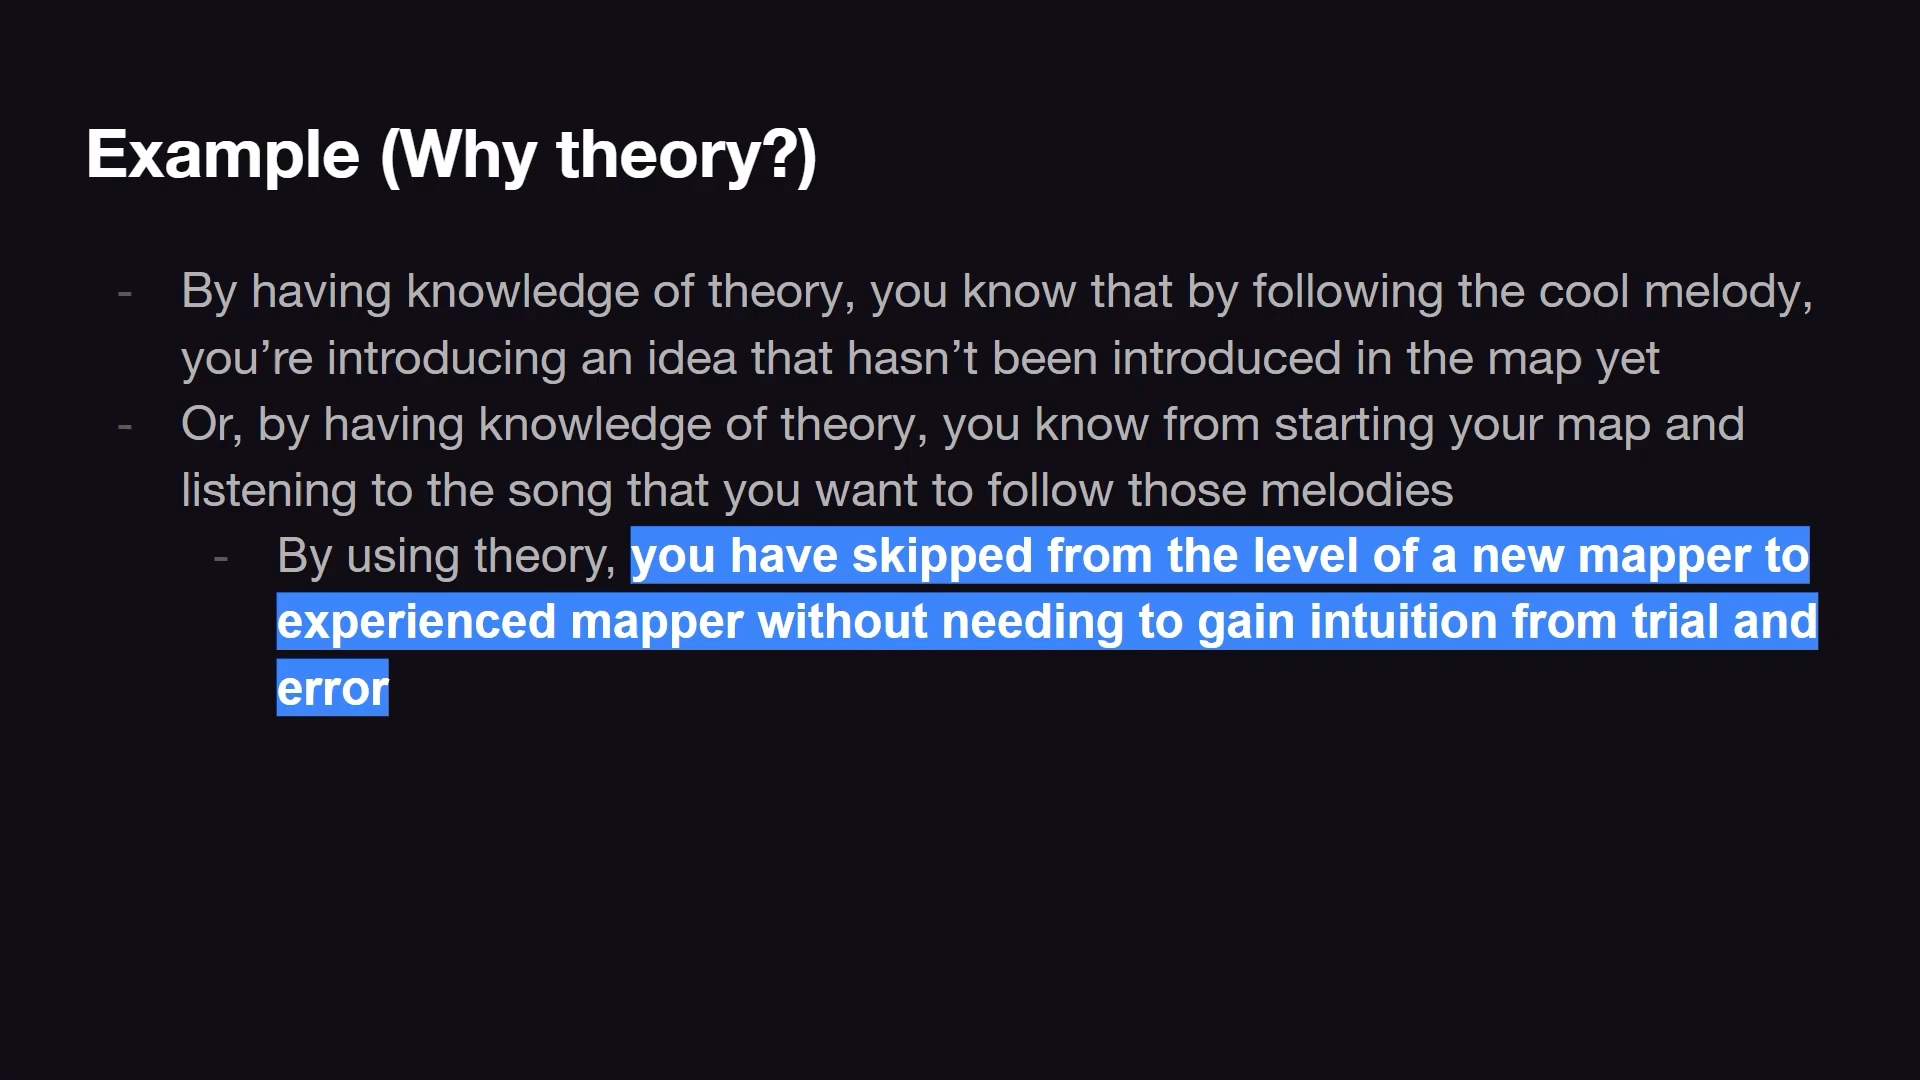 Example (Why theory?)
- By having knowledge of theory, you know that by following the cool melody,
you’re introducing an idea that hasn’t been introduced in the map yet
- Or, by having knowledge of theory, you know from starting your map and
listening to the song that you want to follow those melodies
- By using theory, you have skipped from the level of a new mapper to
experienced mapper without needing to gain intuition from trial and
error